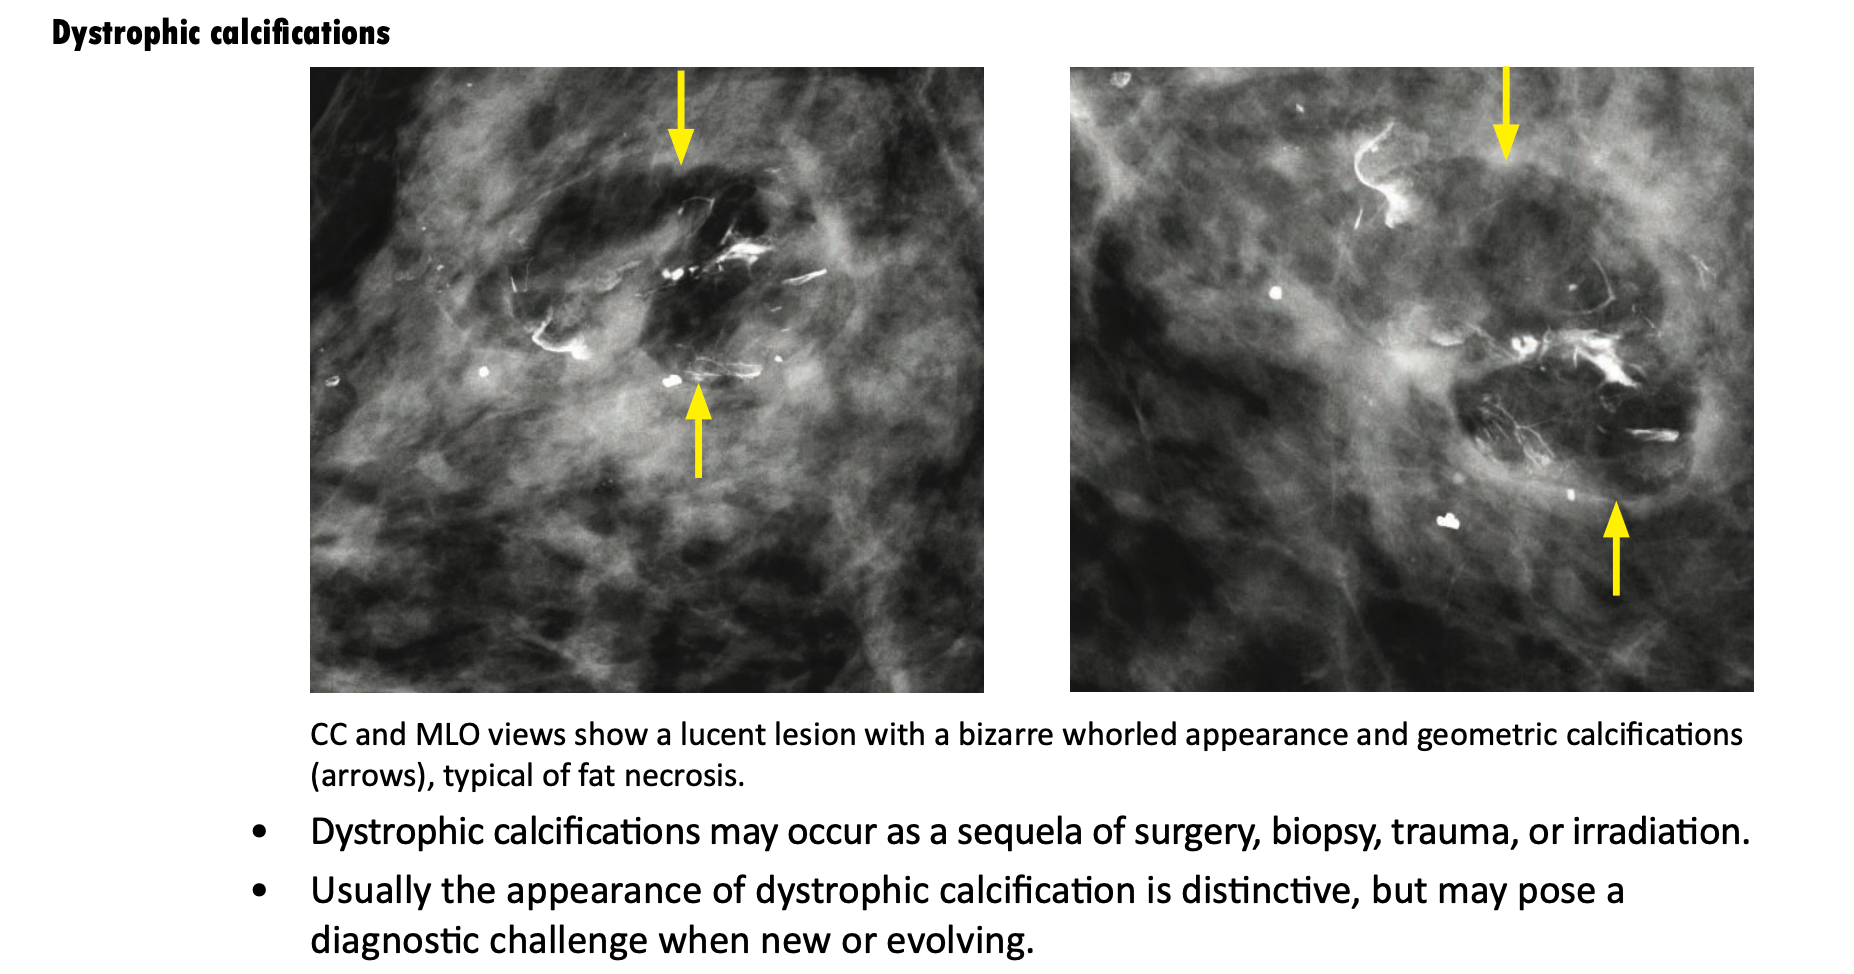 Dystrophic calcifications
CC and MLO views show a lucent lesion with a bizarre whorled appearance and geometric calcifications
(arrows), typical of fat necrosis.
• Dystrophic calcifications may occur as a sequela of surgery, biopsy, trauma, or irradiation.
• Usually the appearance of dystrophic calcification is distinctive, but may pose a
diagnostic challenge when new or evolving.